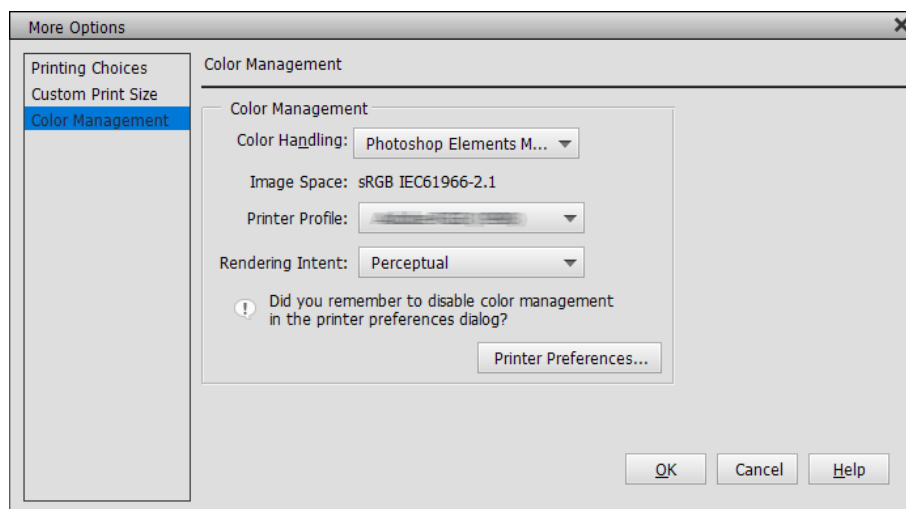 More Options
Printing Choices
Custom Print Size
Color Management
Color Management
Color Management
Color Handling: Photoshop Elements M...
Image Space: sRGB IEC61966-2.1
Printer Profile:
Rendering Intent: Perceptual
Did you remember to disable color management
in the printer preferences dialog?
Printer Preferences...
OK Cancel Help